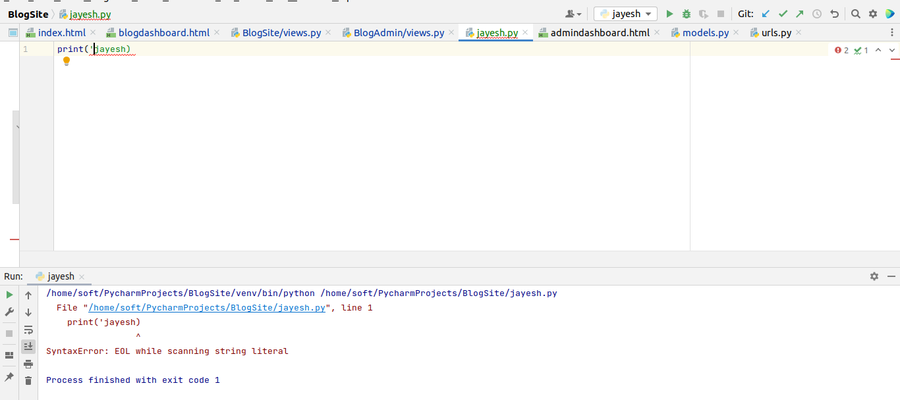 BlogSite jayesh.py jayesh Git:
index.html blogdashboard.html BlogSite/views.py BlogAdmin/views.py jayesh.py admindashboard.html models.py urls.py
1 print('jayesh) 2 1
Run: jayesh
/home/soft/PycharmProjects/BlogSite/venv/bin/python /home/soft/PycharmProjects/BlogSite/jayesh.py
File "/home/soft/PycharmProjects/BlogSite/jayesh.py", line 1
print('jayesh)
^
SyntaxError: EOL while scanning string literal
Process finished with exit code 1